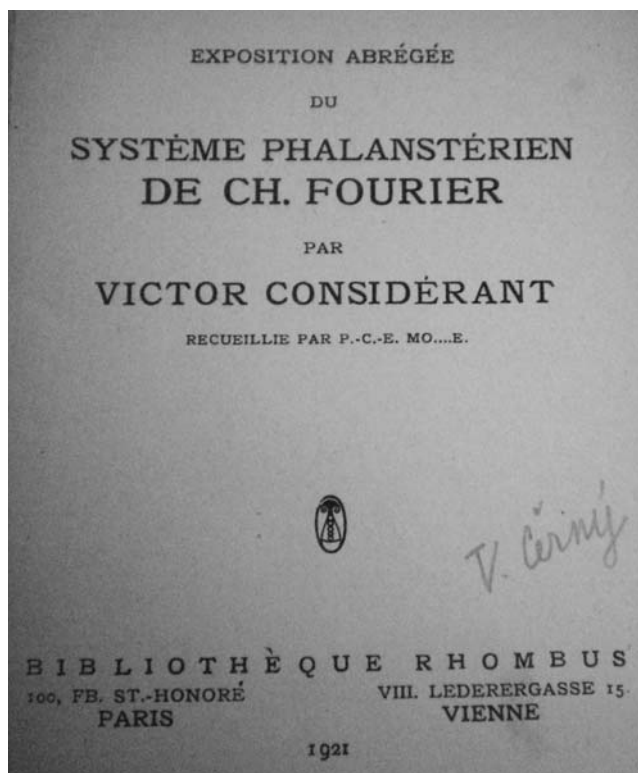 EXPOSITION ABRÉGÉE
DU
SYSTÈME PHALANSTÉRIEN
DE CH. FOURIER
PAR
VICTOR CONSIDÉRANT
RECUEILLIE PAR P.-C.-E. MO....E.
V. Černý
BIBLIOTHÈQUE RHOMBUS
100, FB. ST.-HONORÉ
PARIS
VIII. LEDERERGASSE 15.
VIENNE
1921